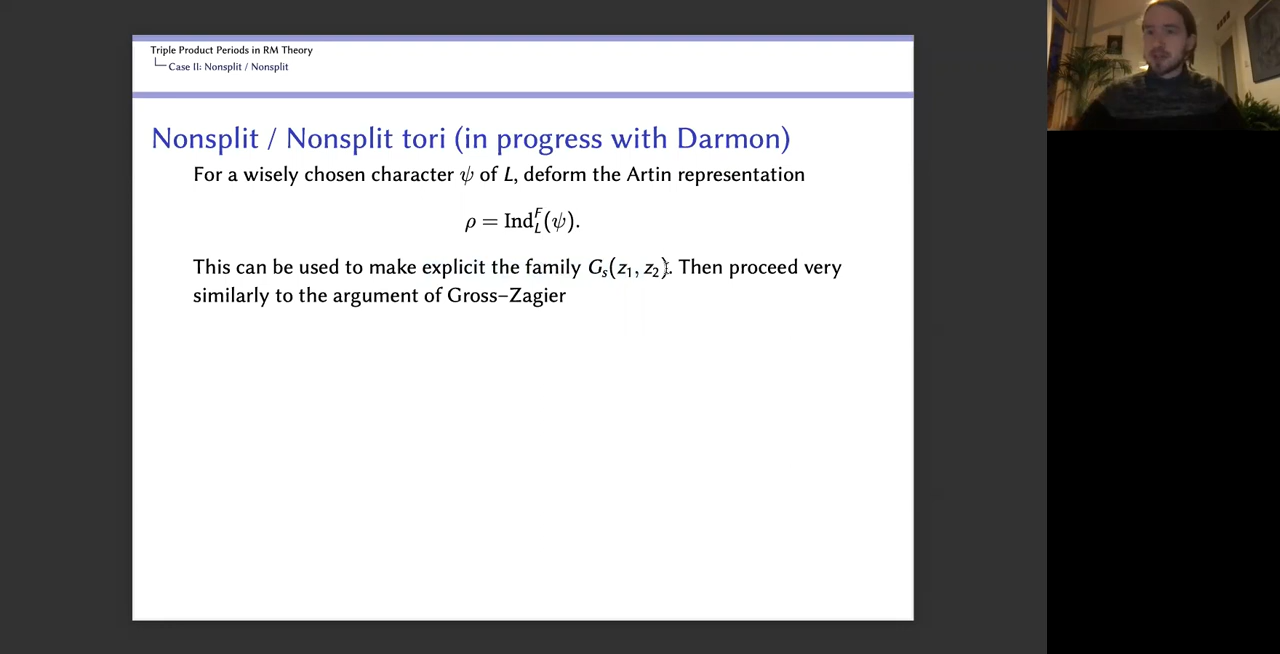 Triple Product Periods in RM Theory
Case II: Nonsplit / Nonsplit
Nonsplit / Nonsplit tori (in progress with Darmon)
For a wisely chosen character ψ of L, deform the Artin representation
ρ = Ind_L^F(ψ).
This can be used to make explicit the family G_s(z_1, z_2). Then proceed very
similarly to the argument of Gross–Zagier